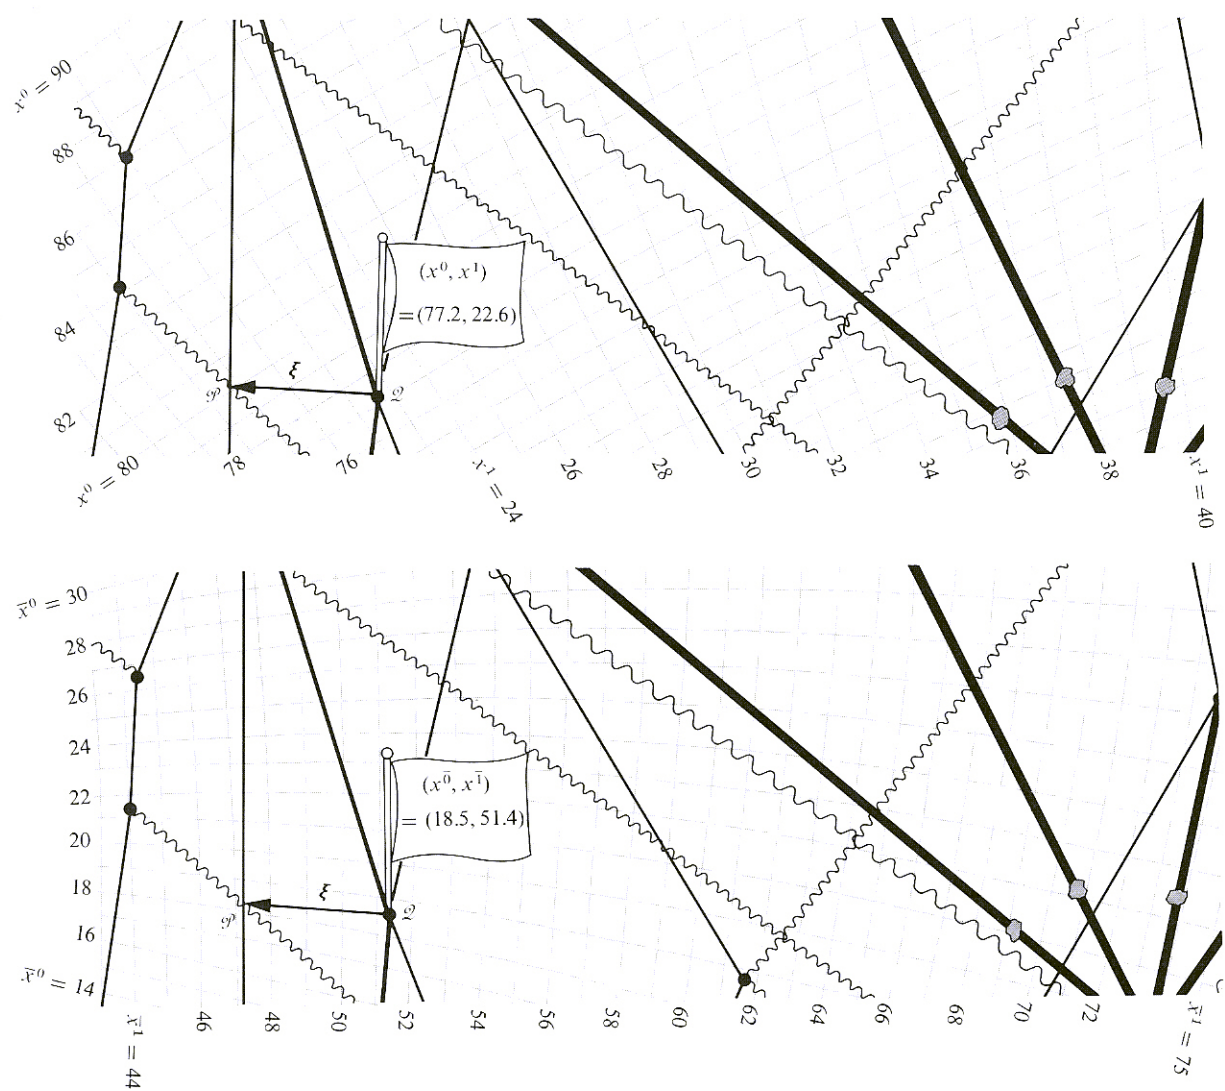 x⁰ = 90
88
86
84
82
(x⁰, x¹)
= (77.2, 22.6)
ξ
𝒫
𝒬
x⁰ = 80
78
76
x¹ = 24
26
28
30
32
34
36
38
x¹ = 40
x̄⁰ = 30
28
26
24
22
20
18
16
x̄⁰ = 14
(x^0̄, x^1̄)
= (18.5, 51.4)
ξ
𝒫
𝒬
x̄¹ = 44
46
48
50
52
54
56
58
60
62
64
66
68
70
72
x̄¹ = 75